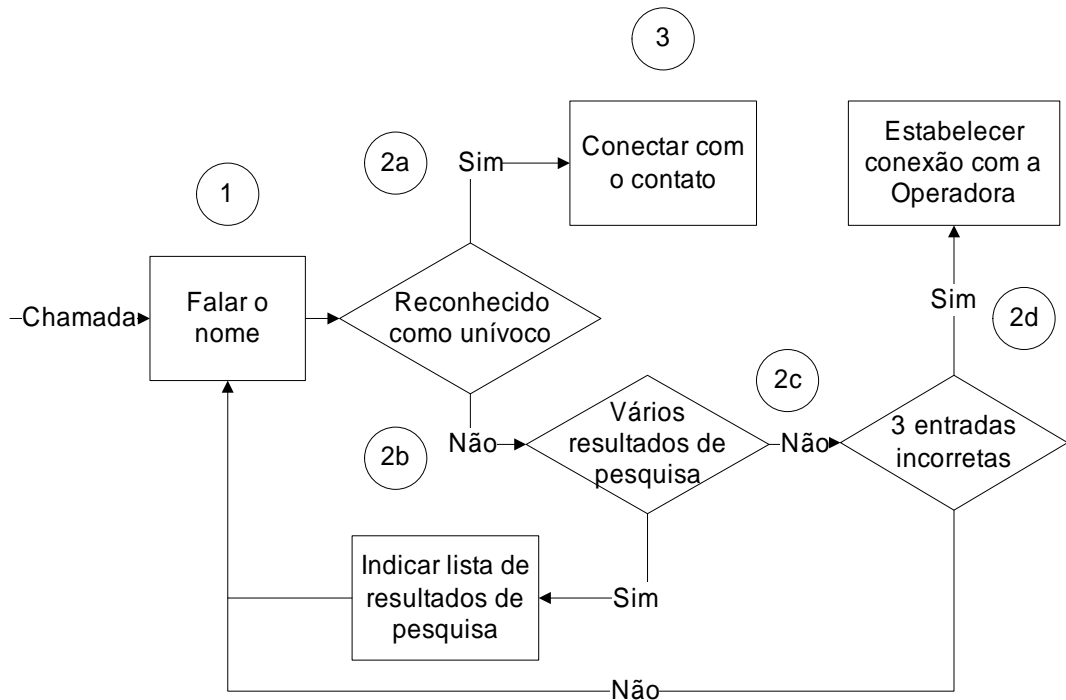 3
Conectar com
o contato
Estabelecer
conexão com a
Operadora
2a
Sim
1
Chamada
Falar o
nome
Reconhecido
como unívoco
Sim
2d
2b
Não
Vários
resultados de
pesquisa
2c
Não
3 entradas
incorretas
Indicar lista de
resultados de
pesquisa
Sim
Não